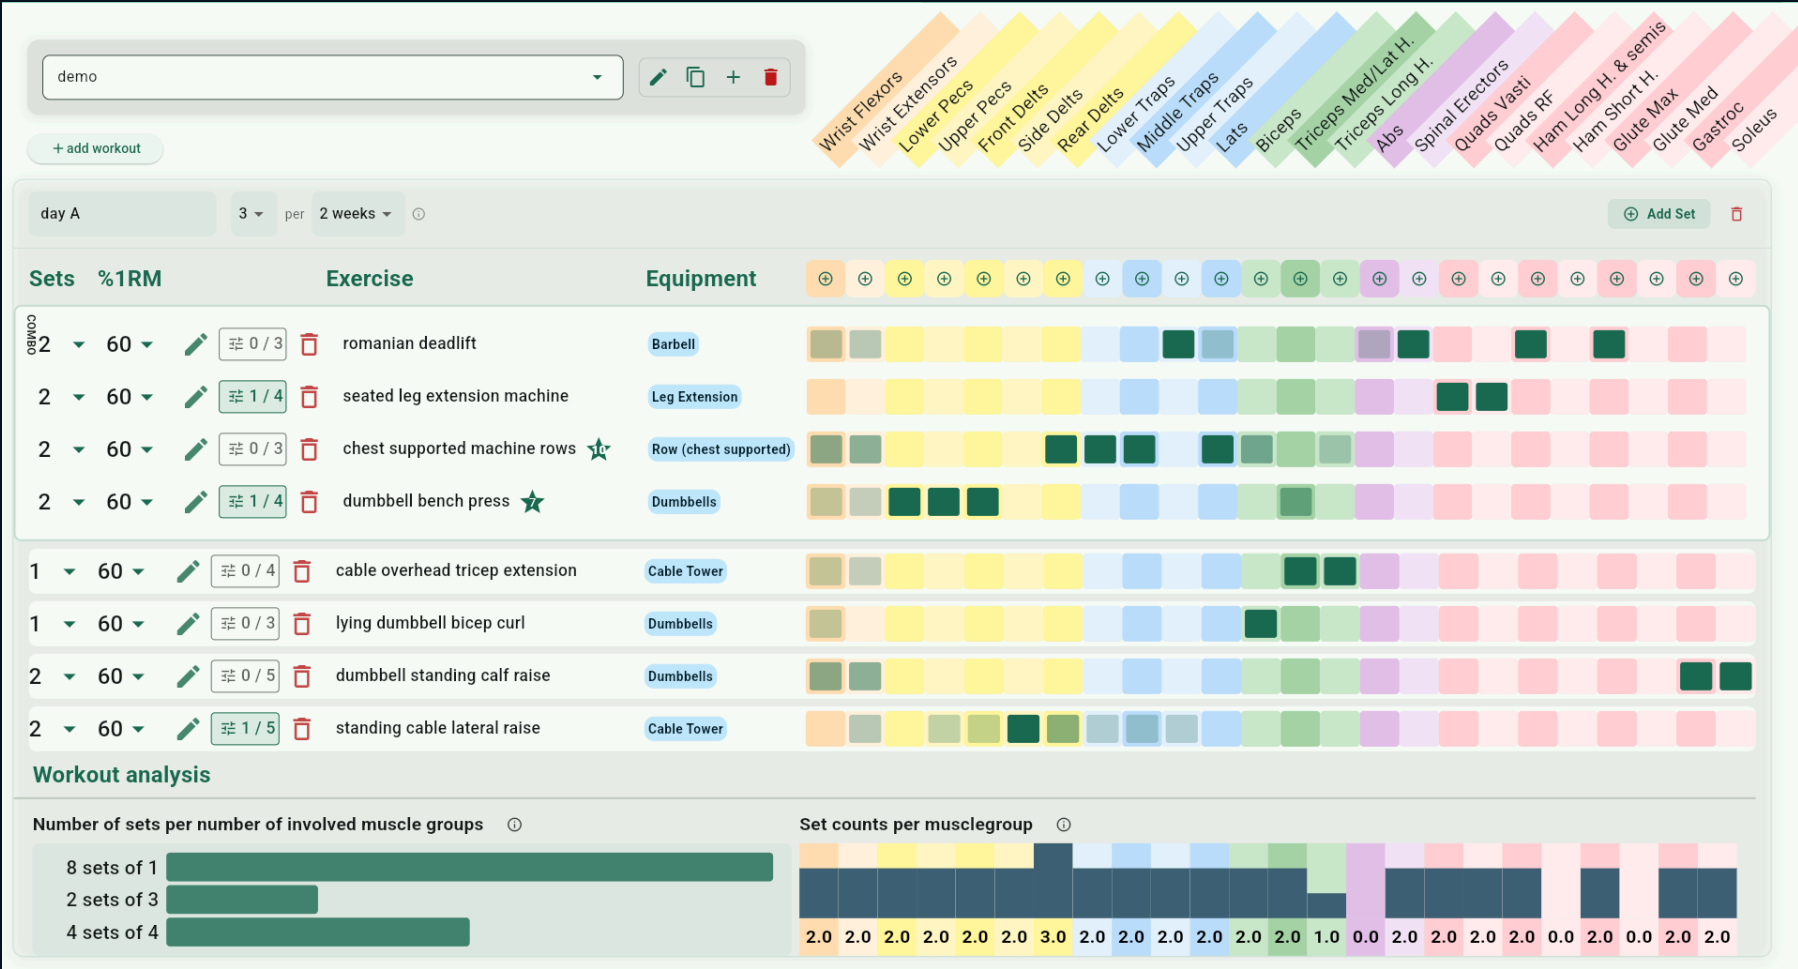 demo
+ add workout
Wrist Flexors
Wrist Extensors
Lower Pecs
Upper Pecs
Front Delts
Side Delts
Rear Delts
Lower Traps
Middle Traps
Upper Traps
Lats
Biceps
Triceps Med/Lat H.
Triceps Long H.
Abs
Spinal Erectors
Quads Vasti
Quads RF
Ham Long H. & semis
Ham Short H.
Glute Max
Glute Med
Gastroc
Soleus
day A 3 per 2 weeks Add Set
Sets %1RM Exercise Equipment
COMBO
2 60 0 / 3 romanian deadlift Barbell
2 60 1 / 4 seated leg extension machine Leg Extension
2 60 0 / 3 chest supported machine rows Row (chest supported)
2 60 1 / 4 dumbbell bench press 7 Dumbbells
1 60 0 / 4 cable overhead tricep extension Cable Tower
1 60 0 / 3 lying dumbbell bicep curl Dumbbells
2 60 0 / 5 dumbbell standing calf raise Dumbbells
2 60 1 / 5 standing cable lateral raise Cable Tower
Workout analysis
Number of sets per number of involved muscle groups
8 sets of 1
2 sets of 3
4 sets of 4
Set counts per musclegroup
2.0 2.0 2.0 2.0 2.0 2.0 3.0 2.0 2.0 2.0 2.0 2.0 2.0 1.0 0.0 2.0 2.0 2.0 2.0 0.0 2.0 0.0 2.0 2.0